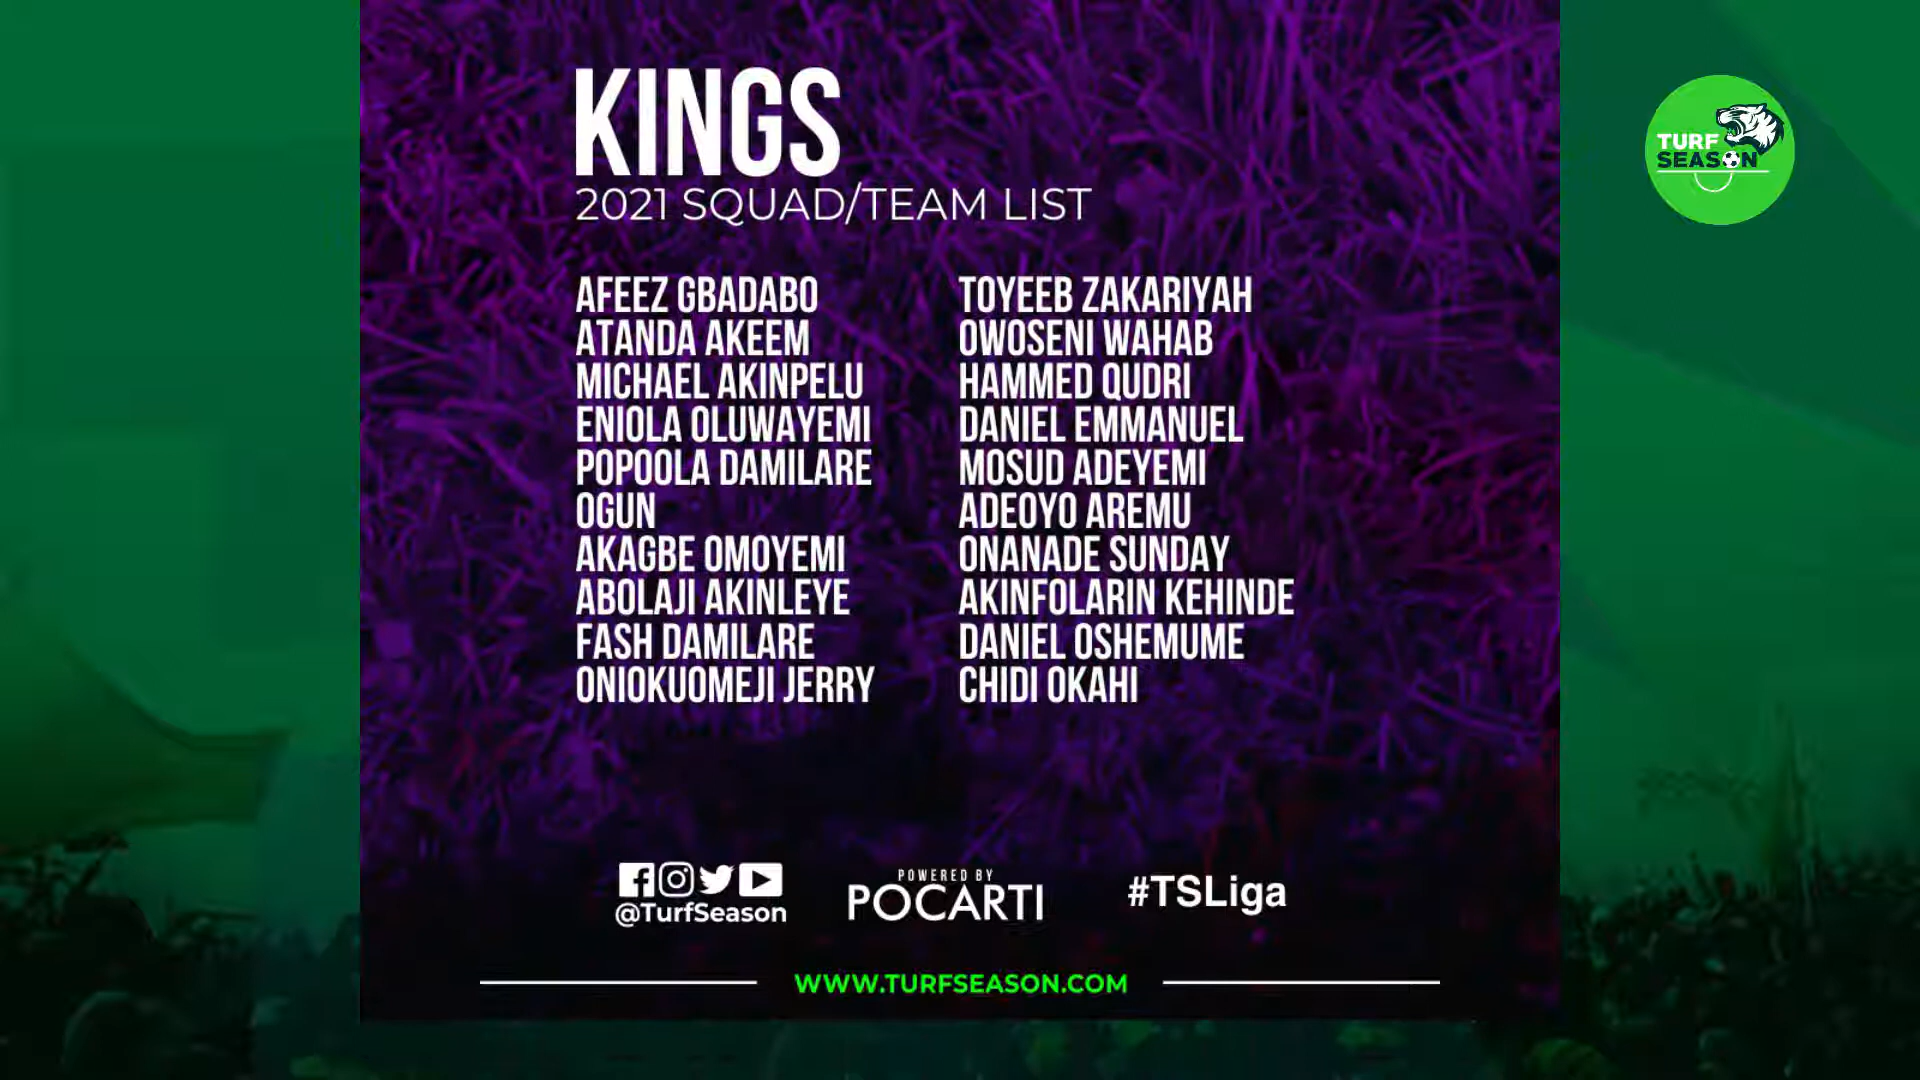 KINGS
2021 SQUAD/TEAM LIST
AFEEZ GBADABO
ATANDA AKEEM
MICHAEL AKINPELU
ENIOLA OLUWAYEMI
POPOOLA DAMILARE
OGUN
AKAGBE OMOYEMI
ABOLAJI AKINLEYE
FASH DAMILARE
ONIOKUOMEJI JERRY
TOYEEB ZAKARIYAH
OWOSENI WAHAB
HAMMED QUDRI
DANIEL EMMANUEL
MOSUD ADEYEMI
ADEOYO AREMU
ONANADE SUNDAY
AKINFOLARIN KEHINDE
DANIEL OSHEMUME
CHIDI OKAHI
@TurfSeason
POWERED BY
POCARTI
#TSLiga
WWW.TURFSEASON.COM
TURF
SEASON